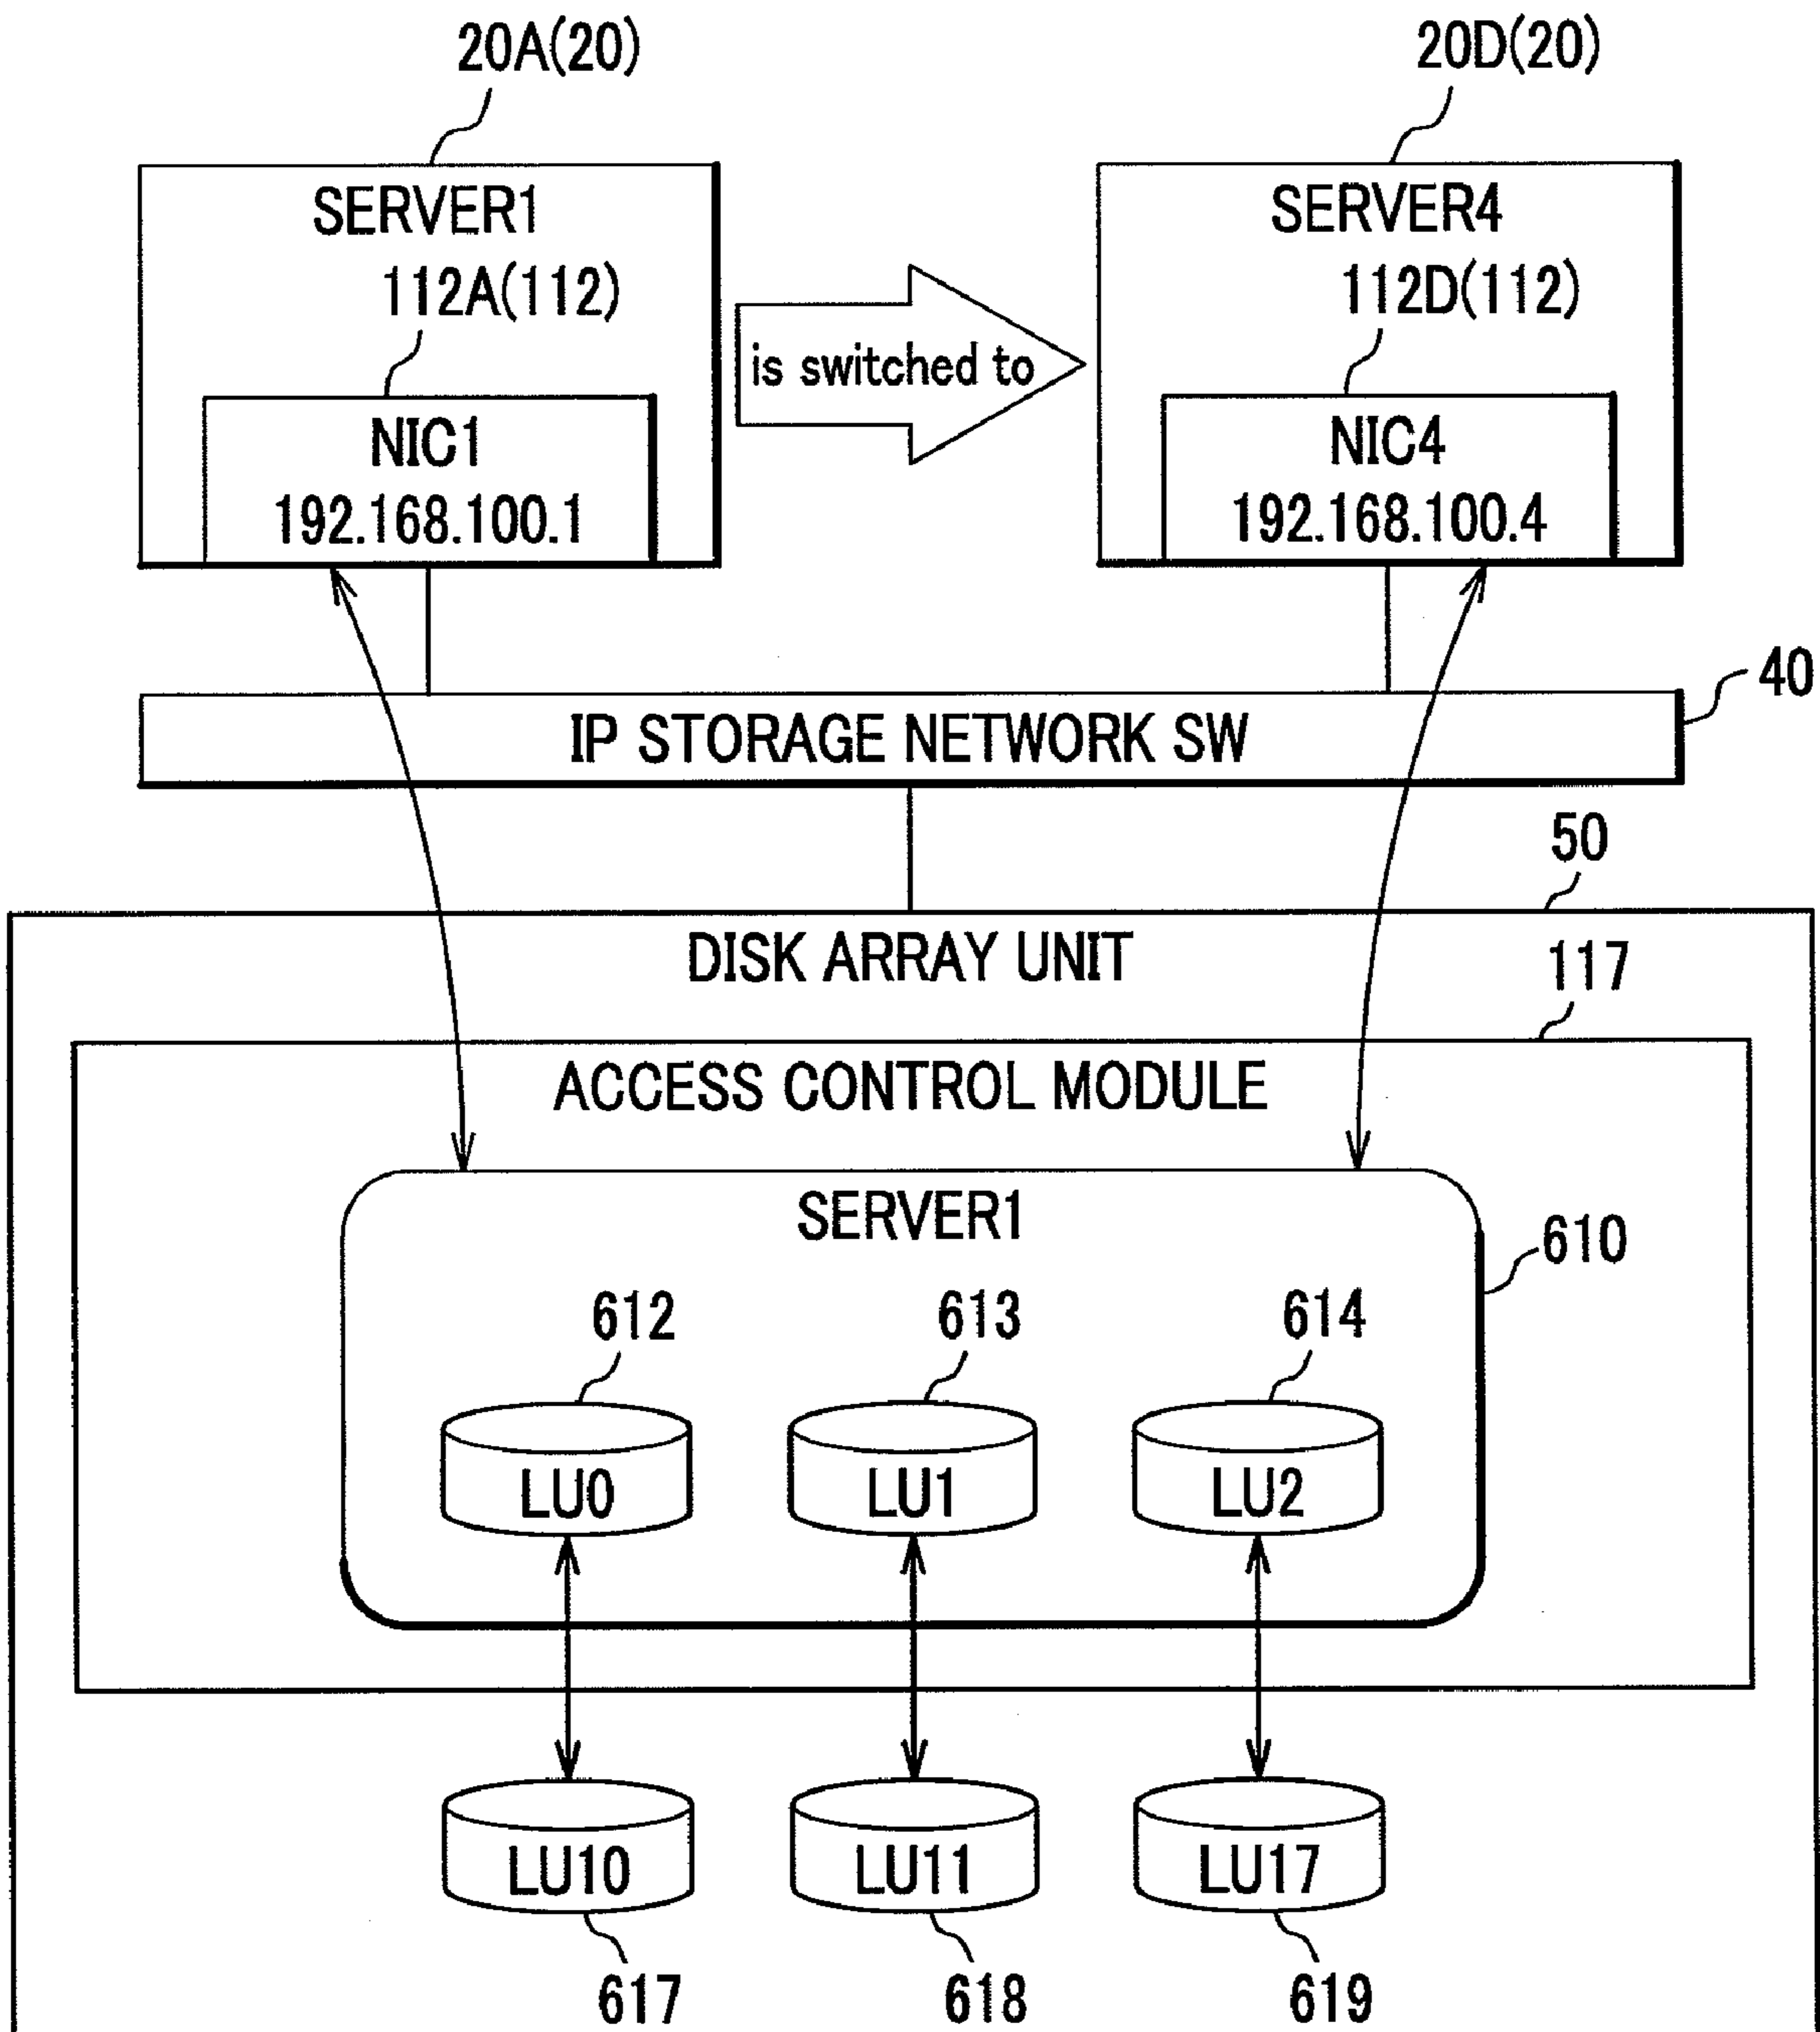 20A(20)
20D(20)
SERVER1
SERVER4
112A(112)
112D(112)
is switched to
NIC1
192.168.100.1
NIC4
192.168.100.4
40
IP STORAGE NETWORK SW
50
DISK ARRAY UNIT
117
ACCESS CONTROL MODULE
SERVER1
610
612
613
614
LU0
LU1
LU2
LU10
LU11
LU17
617
618
619